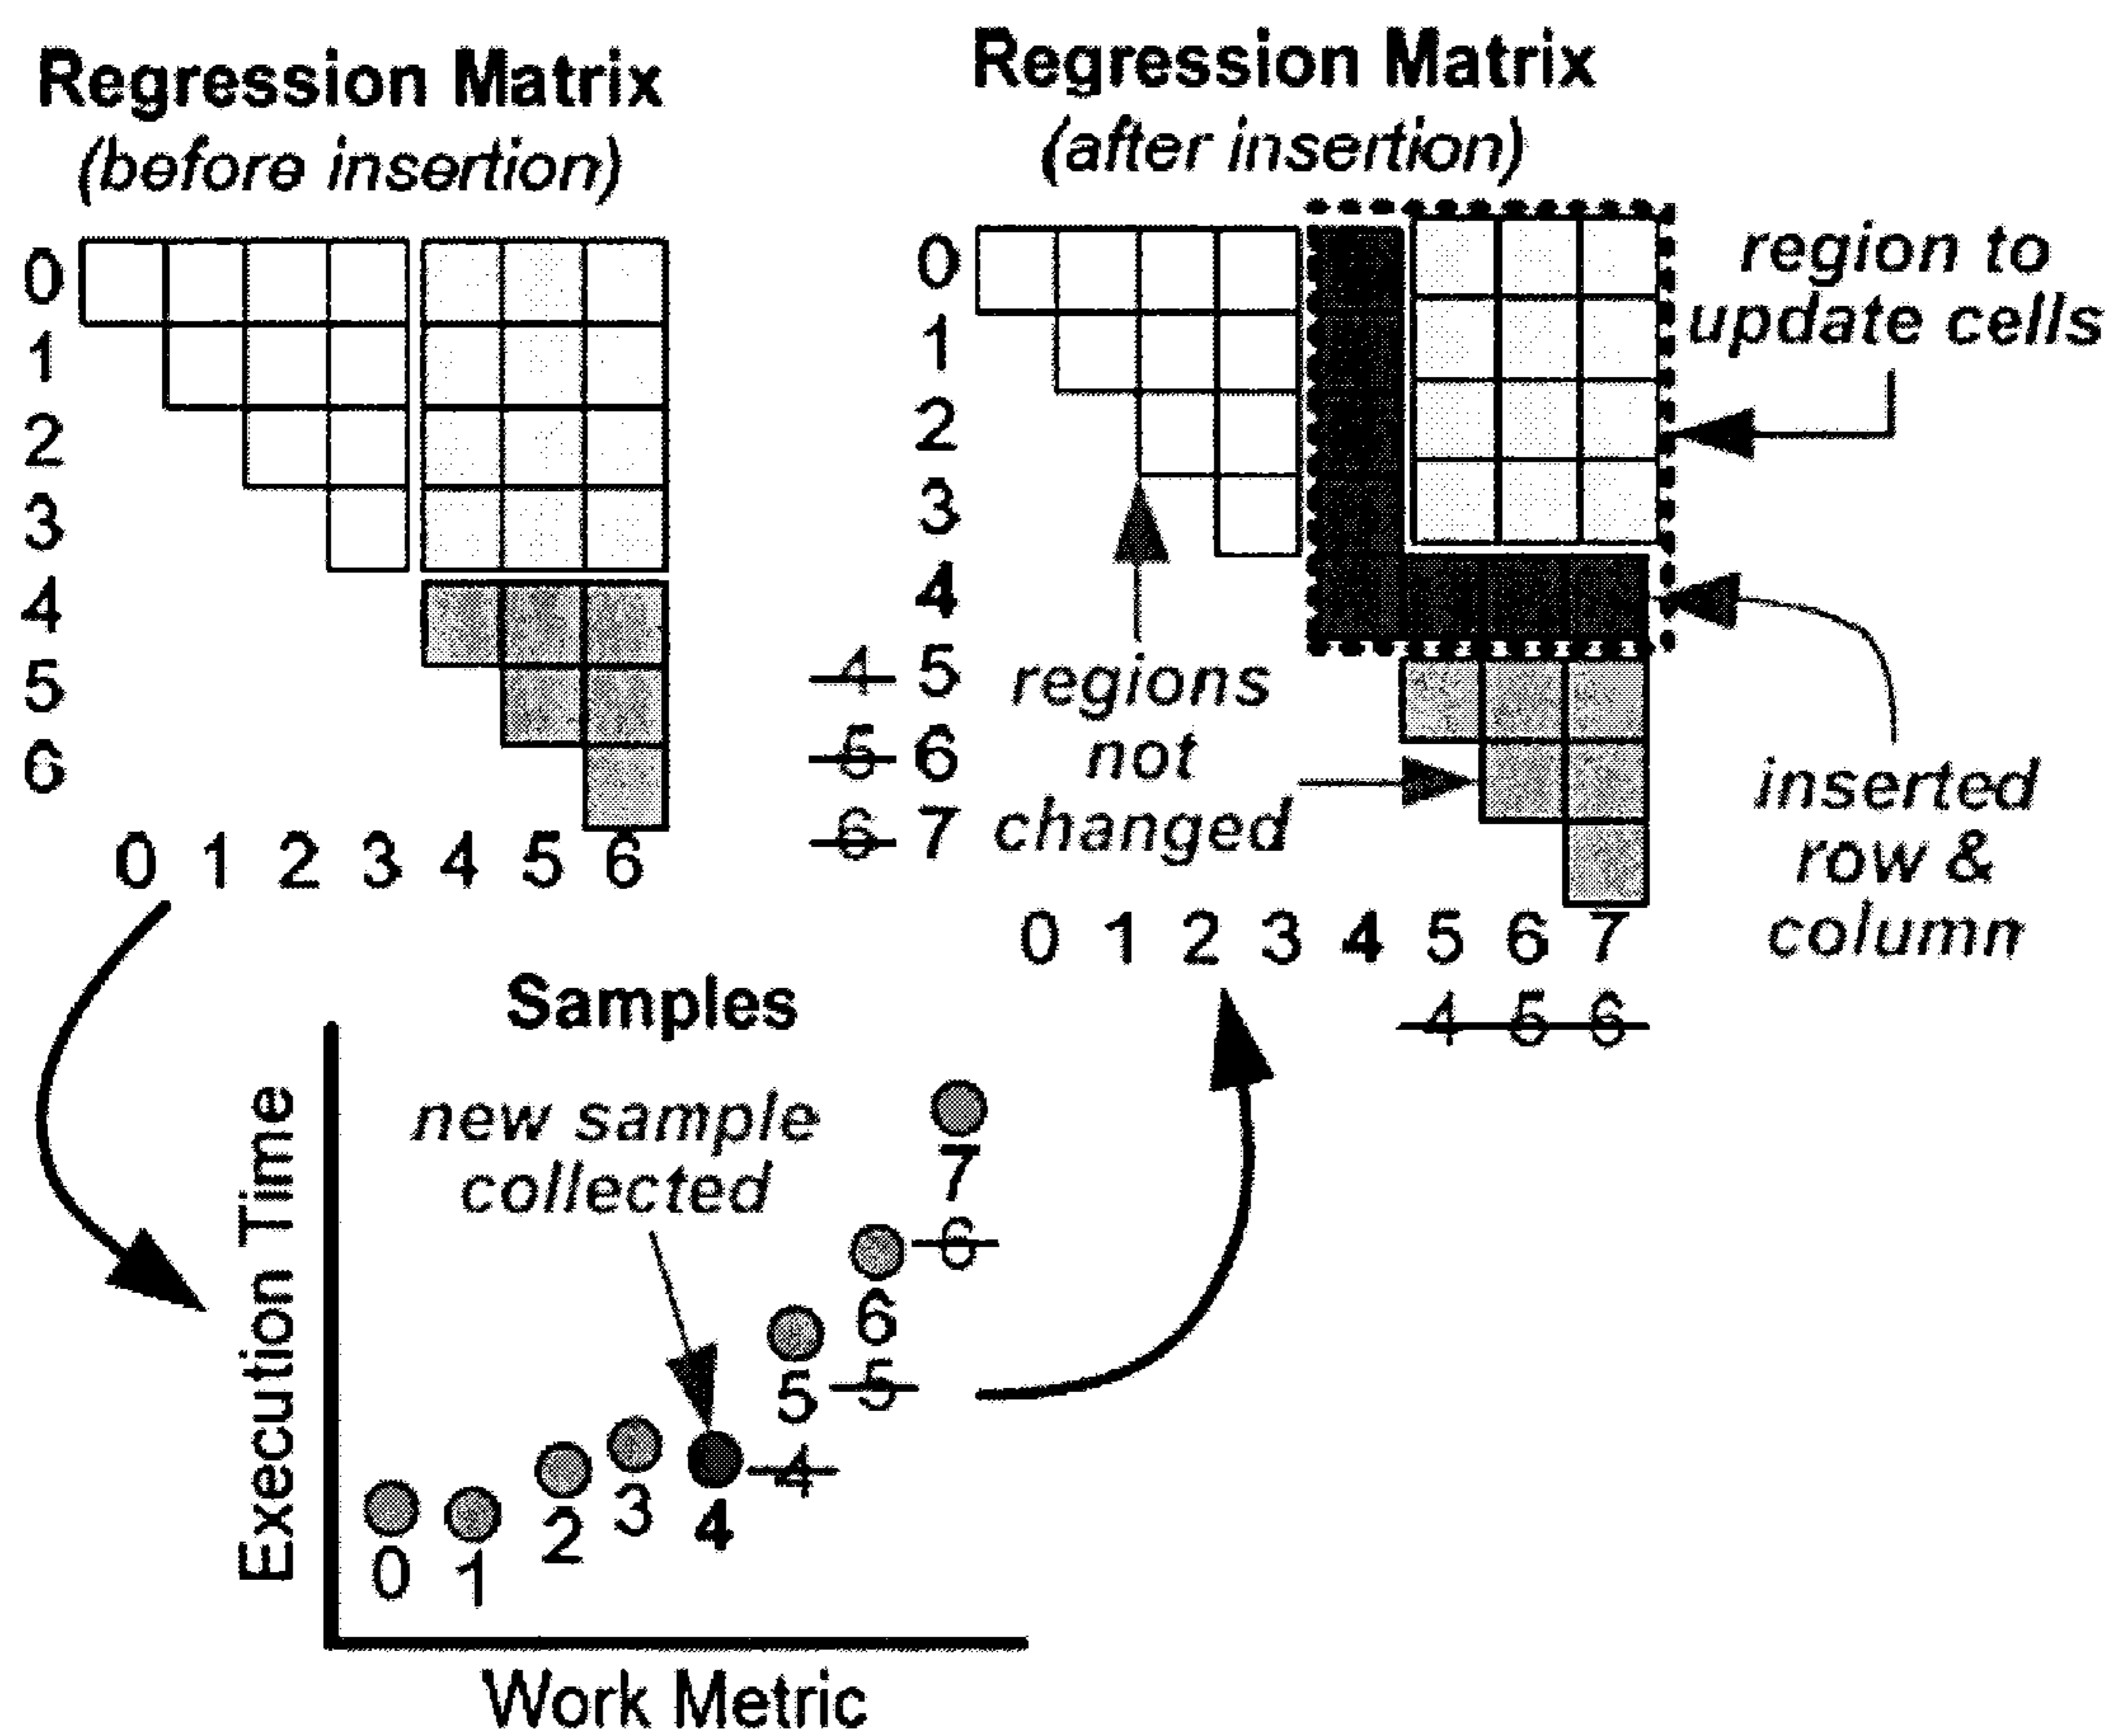 Regression Matrix
(before insertion)
0
1
2
3
4
5
6
0 1 2 3 4 5 6
Regression Matrix
(after insertion)
0
1
2
3
4
4 5
5 6
6 7
0 1 2 3 4 5 6 7
4 5 6
region to
update cells
regions
not
changed
inserted
row &
column
Samples
new sample
collected
Execution Time
7
6
6
5
5
4
3
2
4
0
1
Work Metric